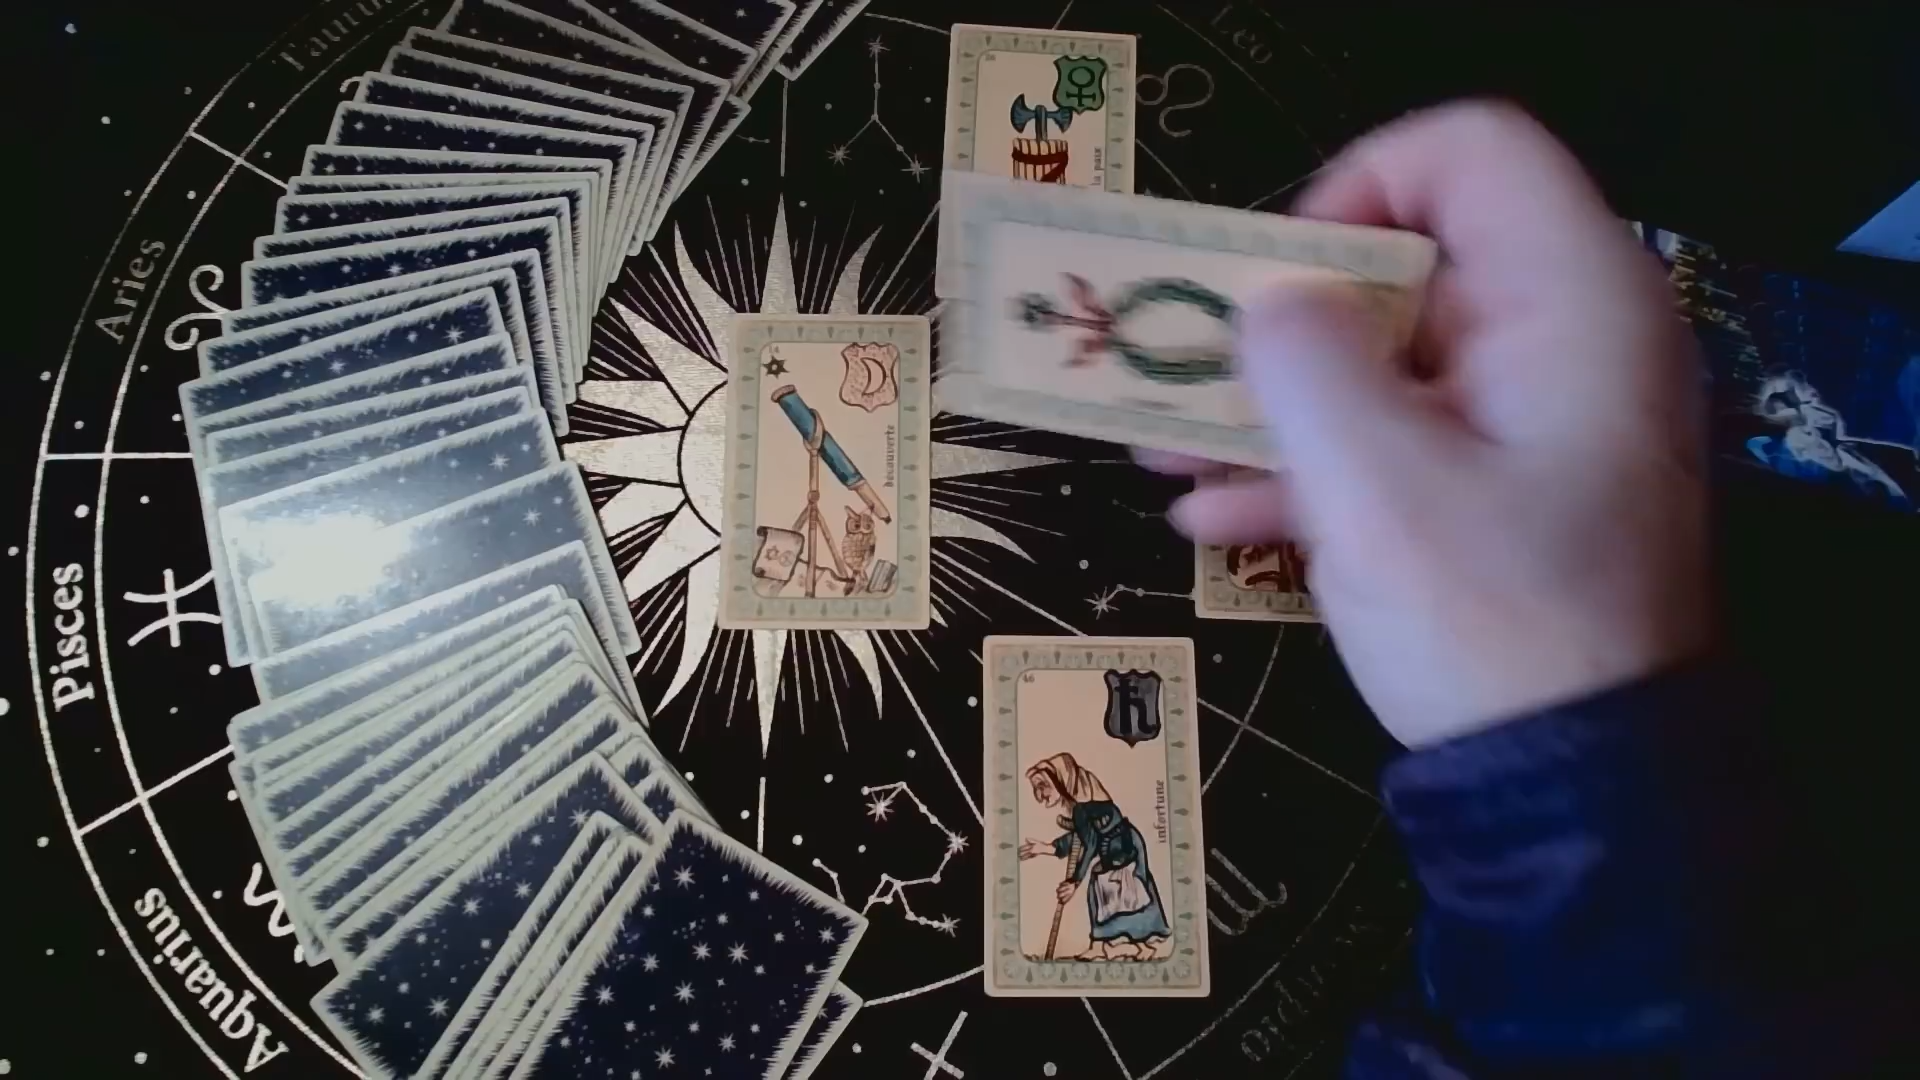 Taurus
Leo
Aries
Pisces
Aquarius
la paix
14
découverte
46
infortune